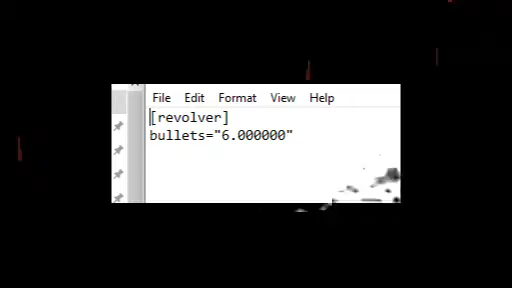 File Edit Format View Help
[revolver]
bullets="6.000000"